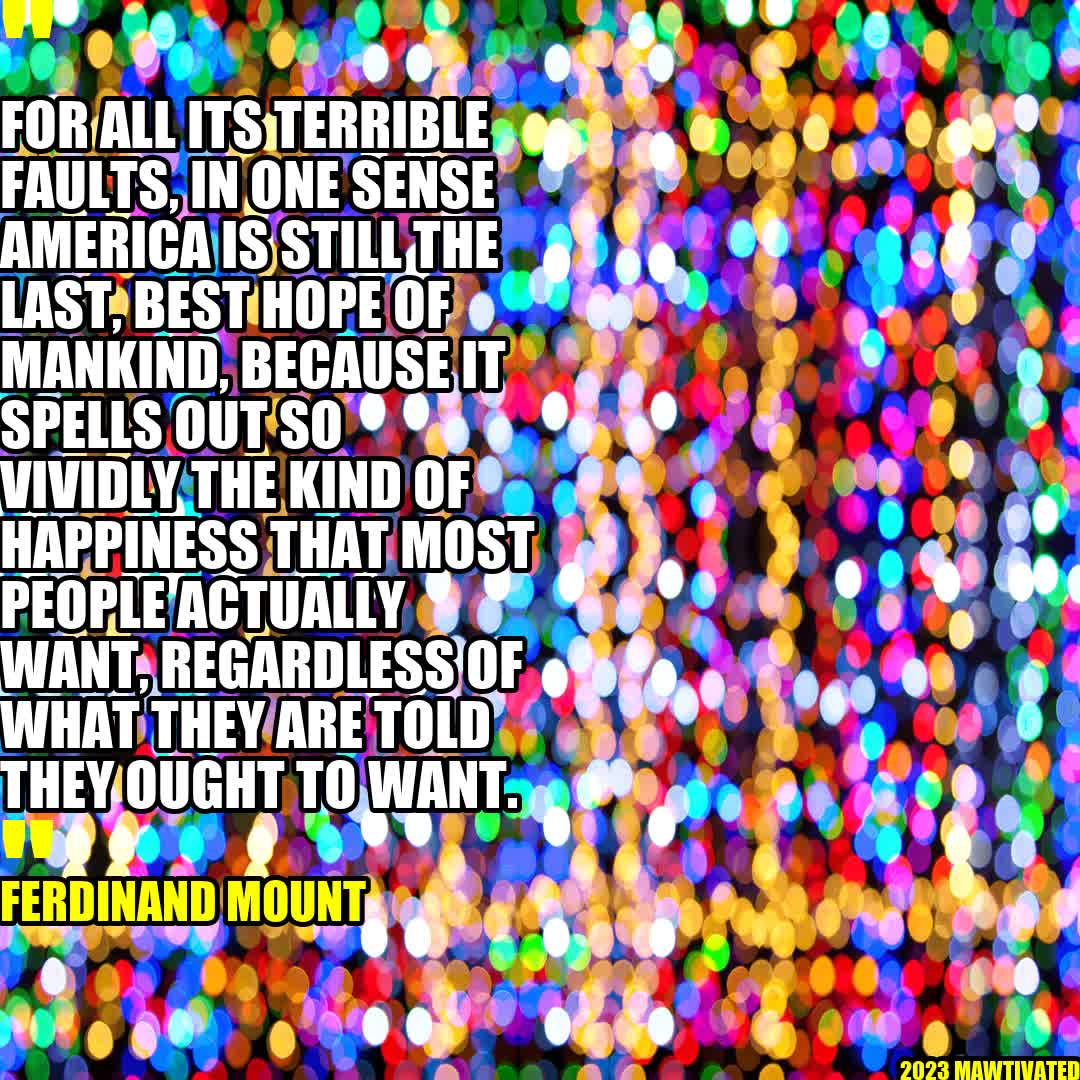 "
FOR ALL ITS TERRIBLE
FAULTS, IN ONE SENSE
AMERICA IS STILL THE
LAST, BEST HOPE OF
MANKIND, BECAUSE IT
SPELLS OUT SO
VIVIDLY THE KIND OF
HAPPINESS THAT MOST
PEOPLE ACTUALLY
WANT, REGARDLESS OF
WHAT THEY ARE TOLD
THEY OUGHT TO WANT.
"
FERDINAND MOUNT
2023 MAWTIVATED